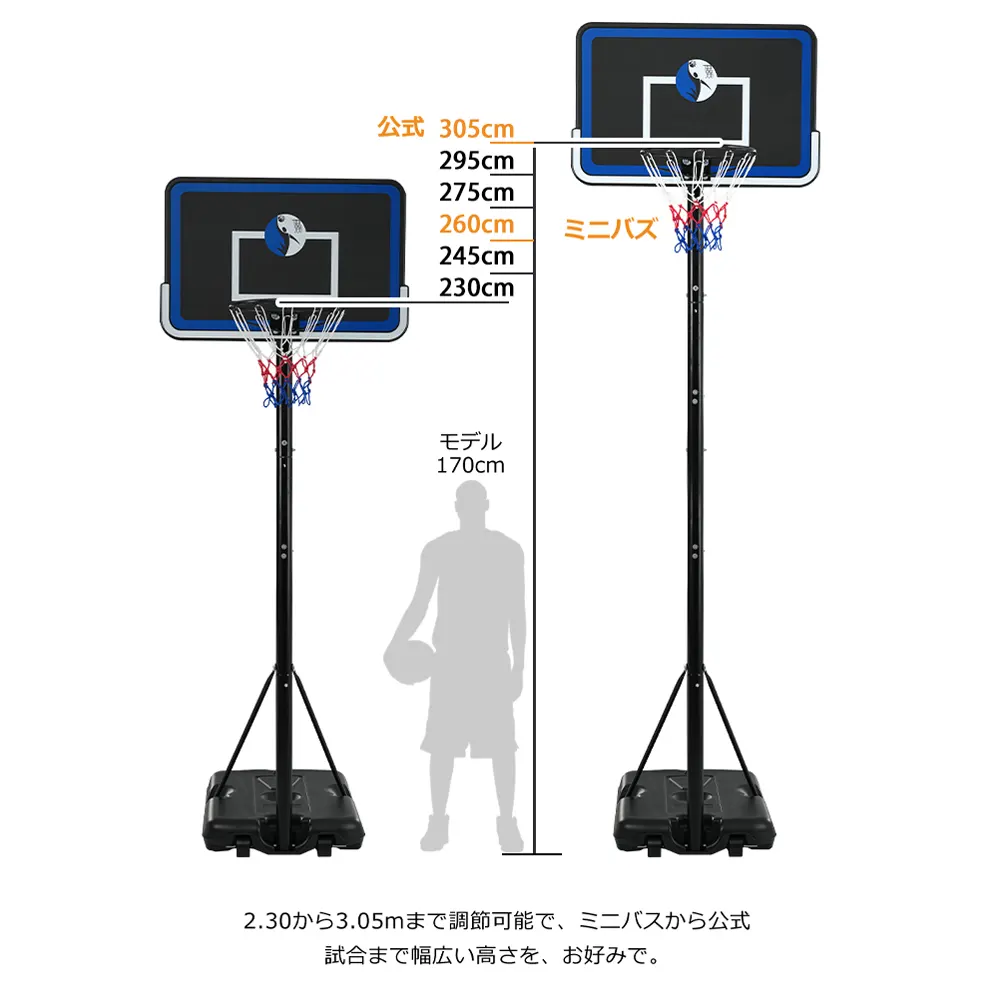 公式 305cm
295cm
275cm
260cm ミニバズ
245cm
230cm
モデル
170cm
2.30から3.05mまで調節可能で、ミニバスから公式
試合まで幅広い高さを、お好みで。